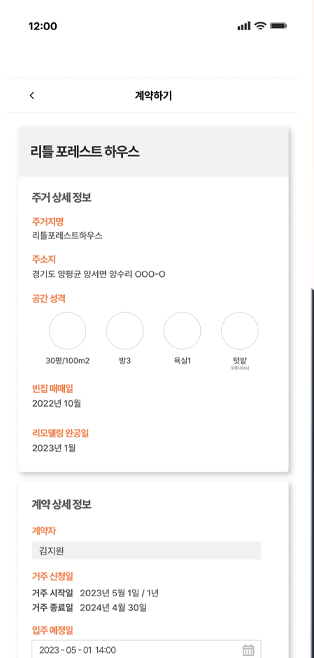 12:00
계약하기
리틀 포레스트 하우스
주거 상세 정보
주거지명
리틀포레스트하우스
주소지
경기도 양평균 양서면 양수리 OOO-O
공간 성격
30평/100m2 방3 욕실1 텃밭
빈집 매매일
2022년 10월
리모델링 완공일
2023년 1월
계약 상세 정보
계약자
김지원
거주 신청일
거주 시작일 2023년 5월 1일 / 1년
거주 종료일 2024년 4월 30일
입주 예정일
2023 - 05 - 01 14:00